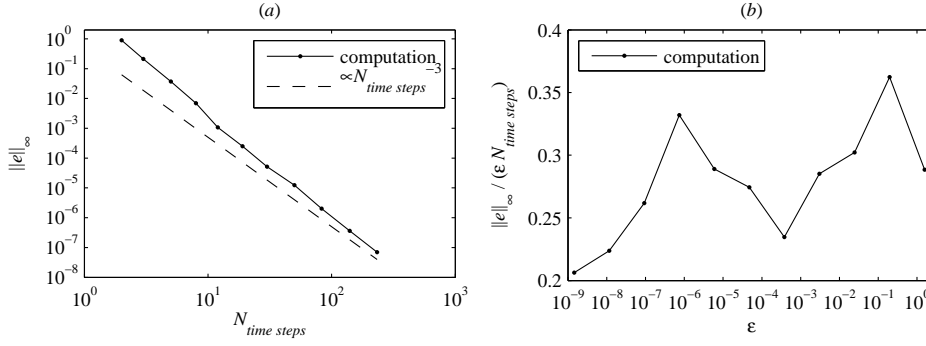 (a)
10^0
10^-1
10^-2
10^-3
10^-4
10^-5
10^-6
10^-7
10^-8
||e||_∞
computation
∝N_time steps^-3
10^0 10^1 10^2 10^3
N_time steps
(b)
0.4
0.35
0.3
0.25
0.2
||e||_∞ / (ε N_time steps)
computation
10^-9 10^-8 10^-7 10^-6 10^-5 10^-4 10^-3 10^-2 10^-1 10^0
ε